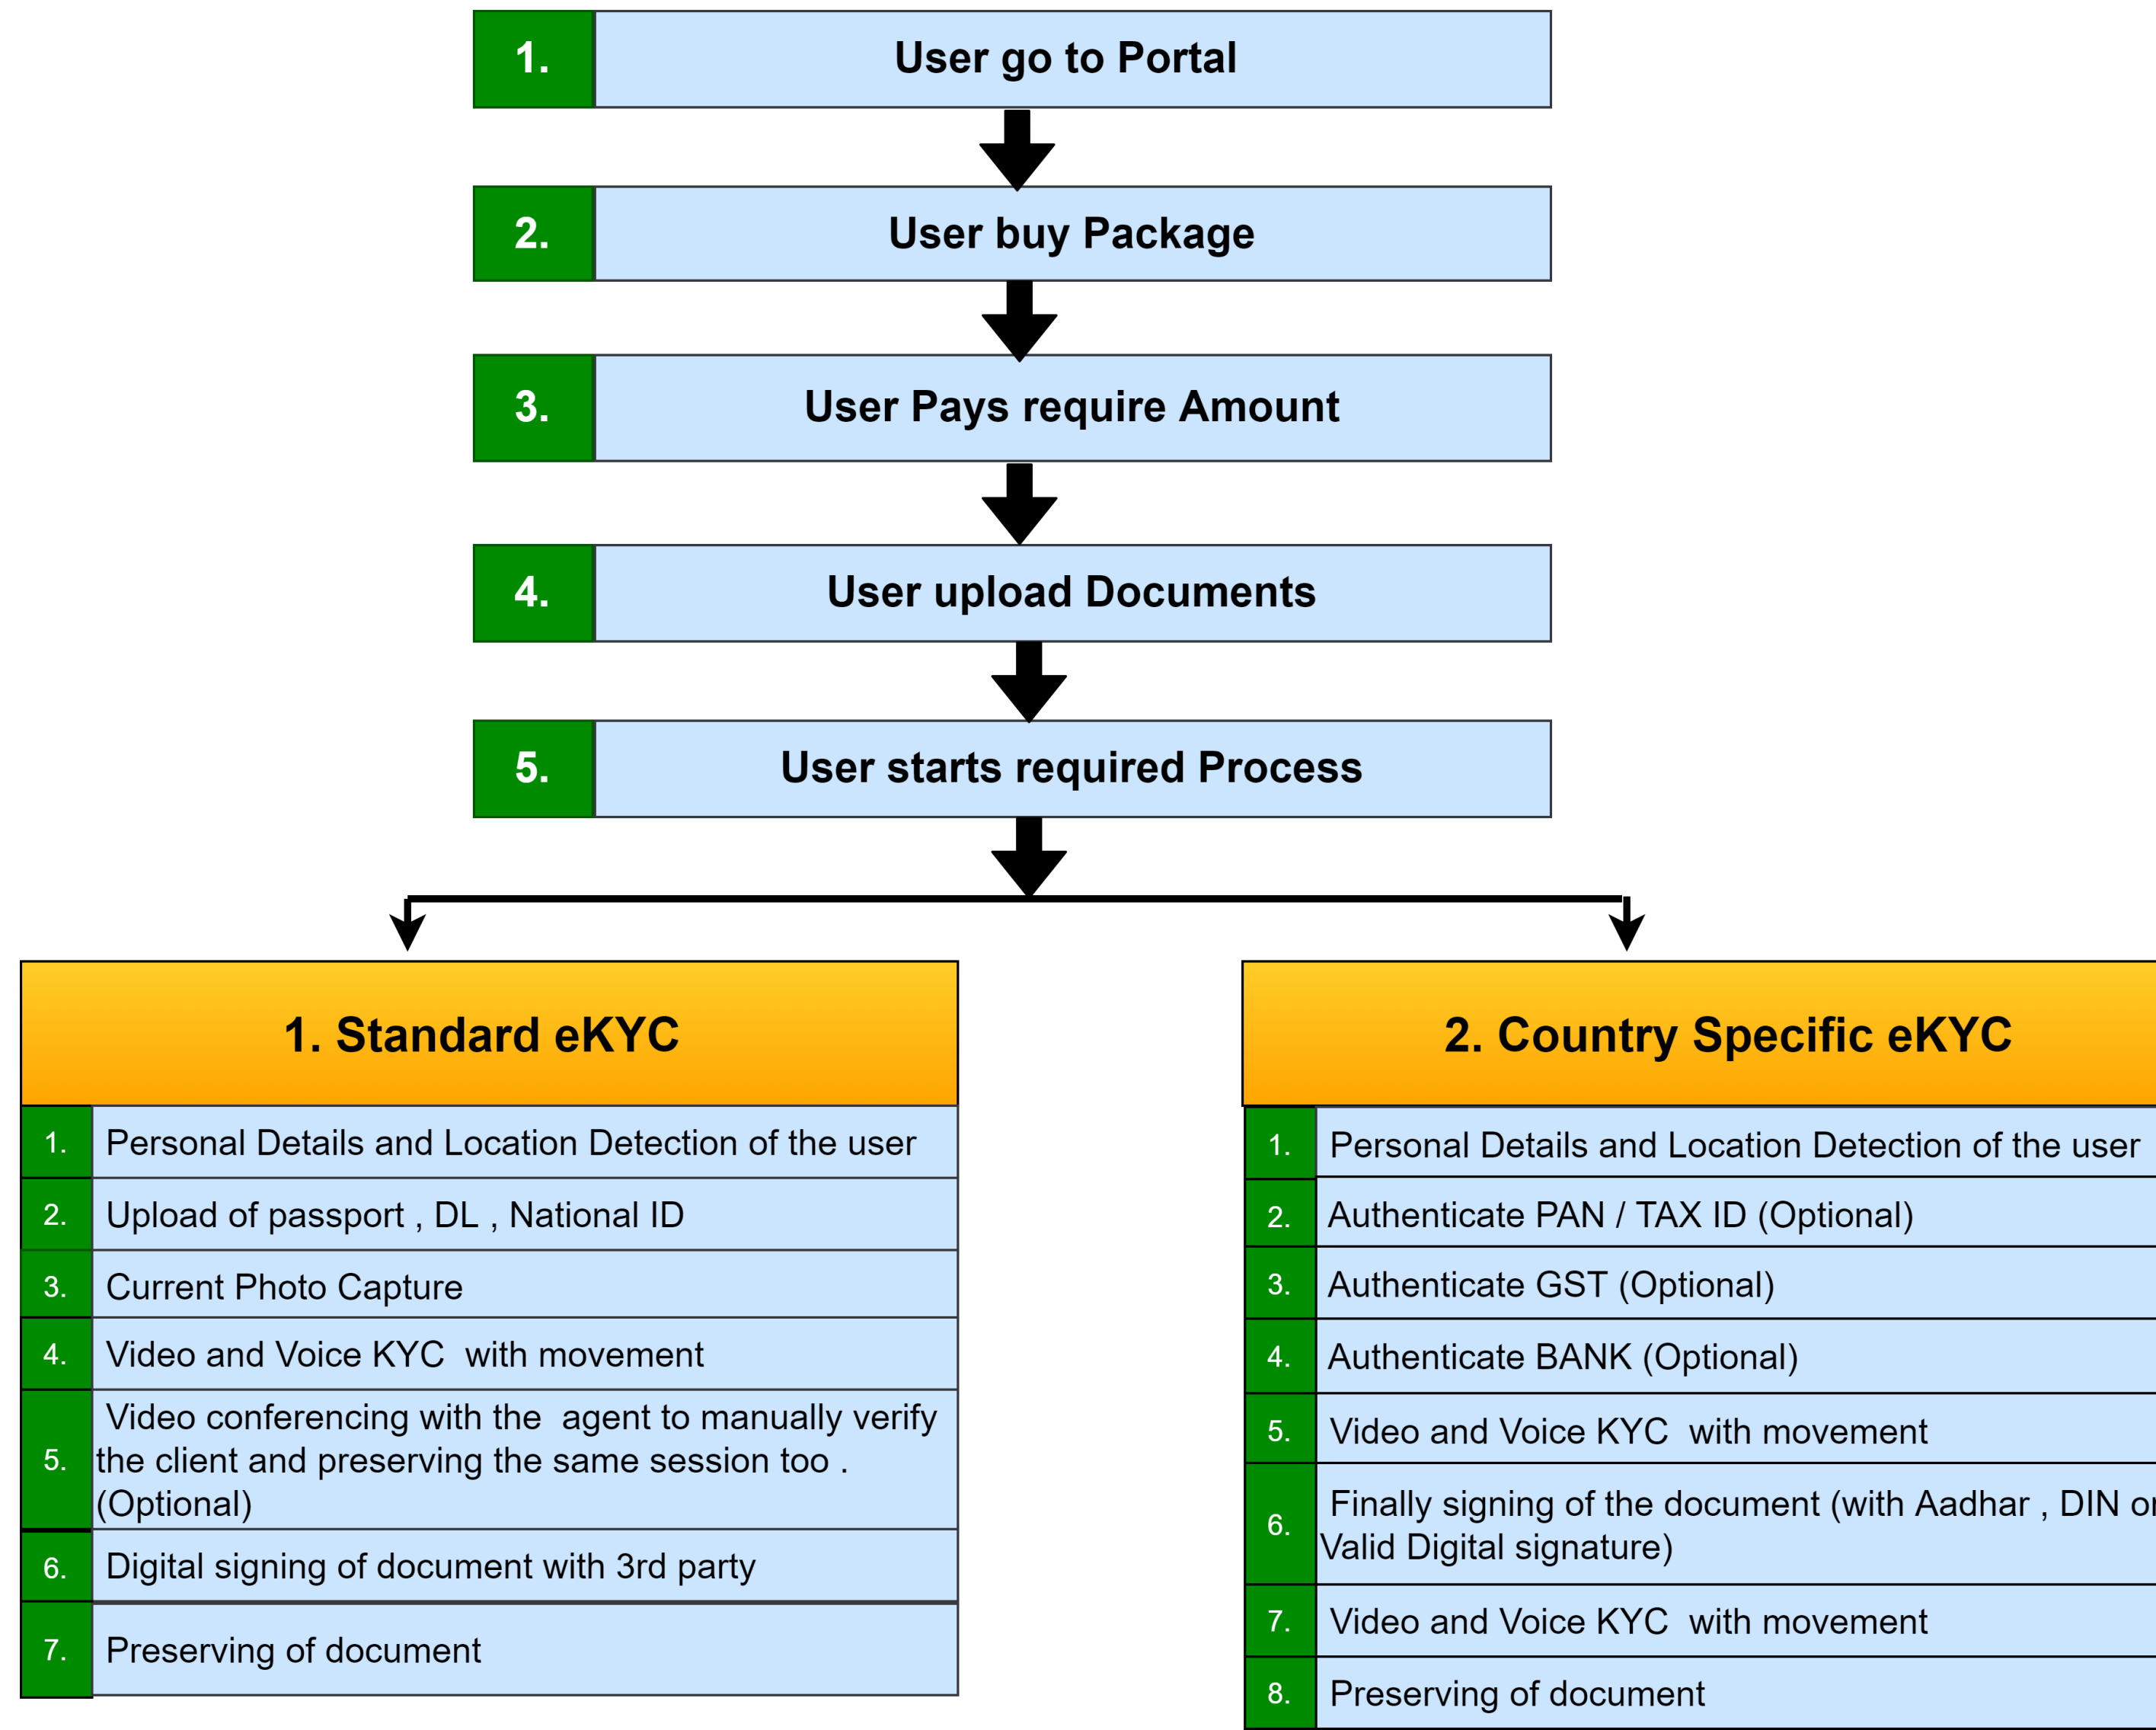 1. User go to Portal
2. User buy Package
3. User Pays require Amount
4. User upload Documents
5. User starts required Process
1. Standard eKYC
1. Personal Details and Location Detection of the user
2. Upload of passport , DL , National ID
3. Current Photo Capture
4. Video and Voice KYC with movement
5. Video conferencing with the agent to manually verify
the client and preserving the same session too .
(Optional)
6. Digital signing of document with 3rd party
7. Preserving of document
2. Country Specific eKYC
1. Personal Details and Location Detection of the user
2. Authenticate PAN / TAX ID (Optional)
3. Authenticate GST (Optional)
4. Authenticate BANK (Optional)
5. Video and Voice KYC with movement
6. Finally signing of the document (with Aadhar , DIN or
Valid Digital signature)
7. Video and Voice KYC with movement
8. Preserving of document